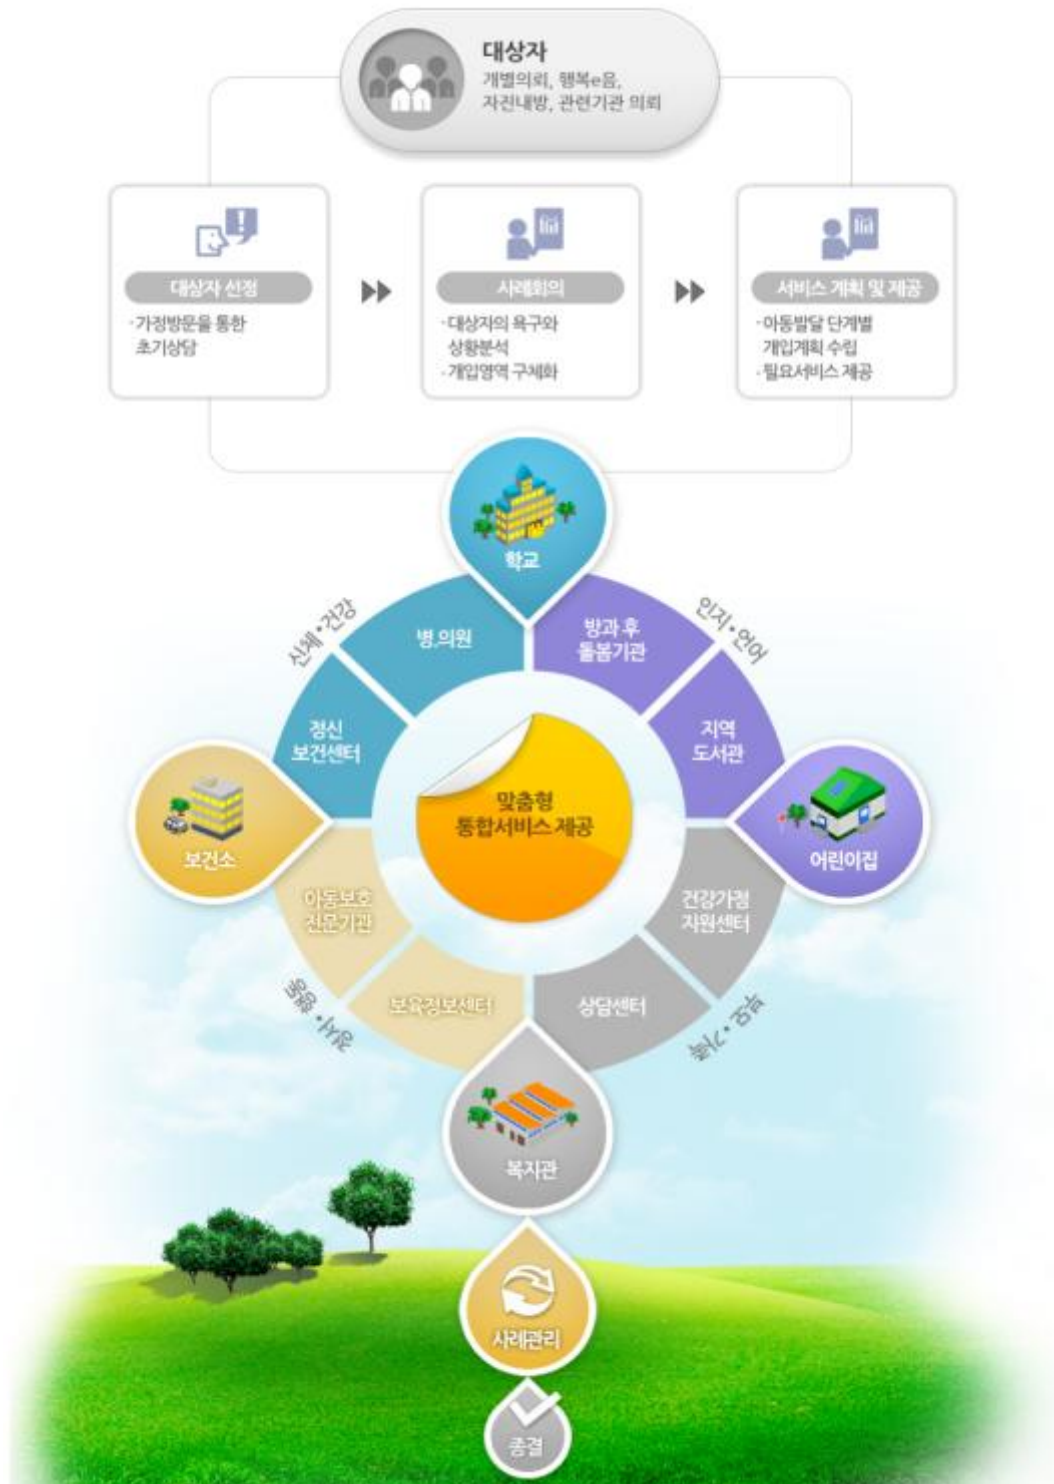 대상자
개별의뢰, 행복e음,
자진내방, 관련기관 의뢰
대상자 선정
· 가정방문을 통한
초기상담
사례회의
· 대상자의 욕구와
상황분석
· 개입영역 구체화
서비스 계획 및 제공
· 아동발달 단계별
개입계획 수립
· 필요서비스 제공
학교
신체•건강
병,의원
방과 후
돌봄기관
인지•언어
정신
보건센터
지역
도서관
맞춤형
통합서비스 제공
보건소
어린이집
아동보호
전문기관
건강가정
지원센터
보육정보센터
상담센터
정서•행동
부모•가족
복지관
사례관리
종결